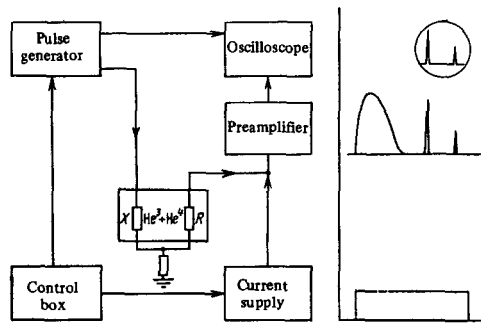 Pulse
generator
Oscilloscope
Preamplifier
χ He³+He⁴ R
Control
box
Current
supply